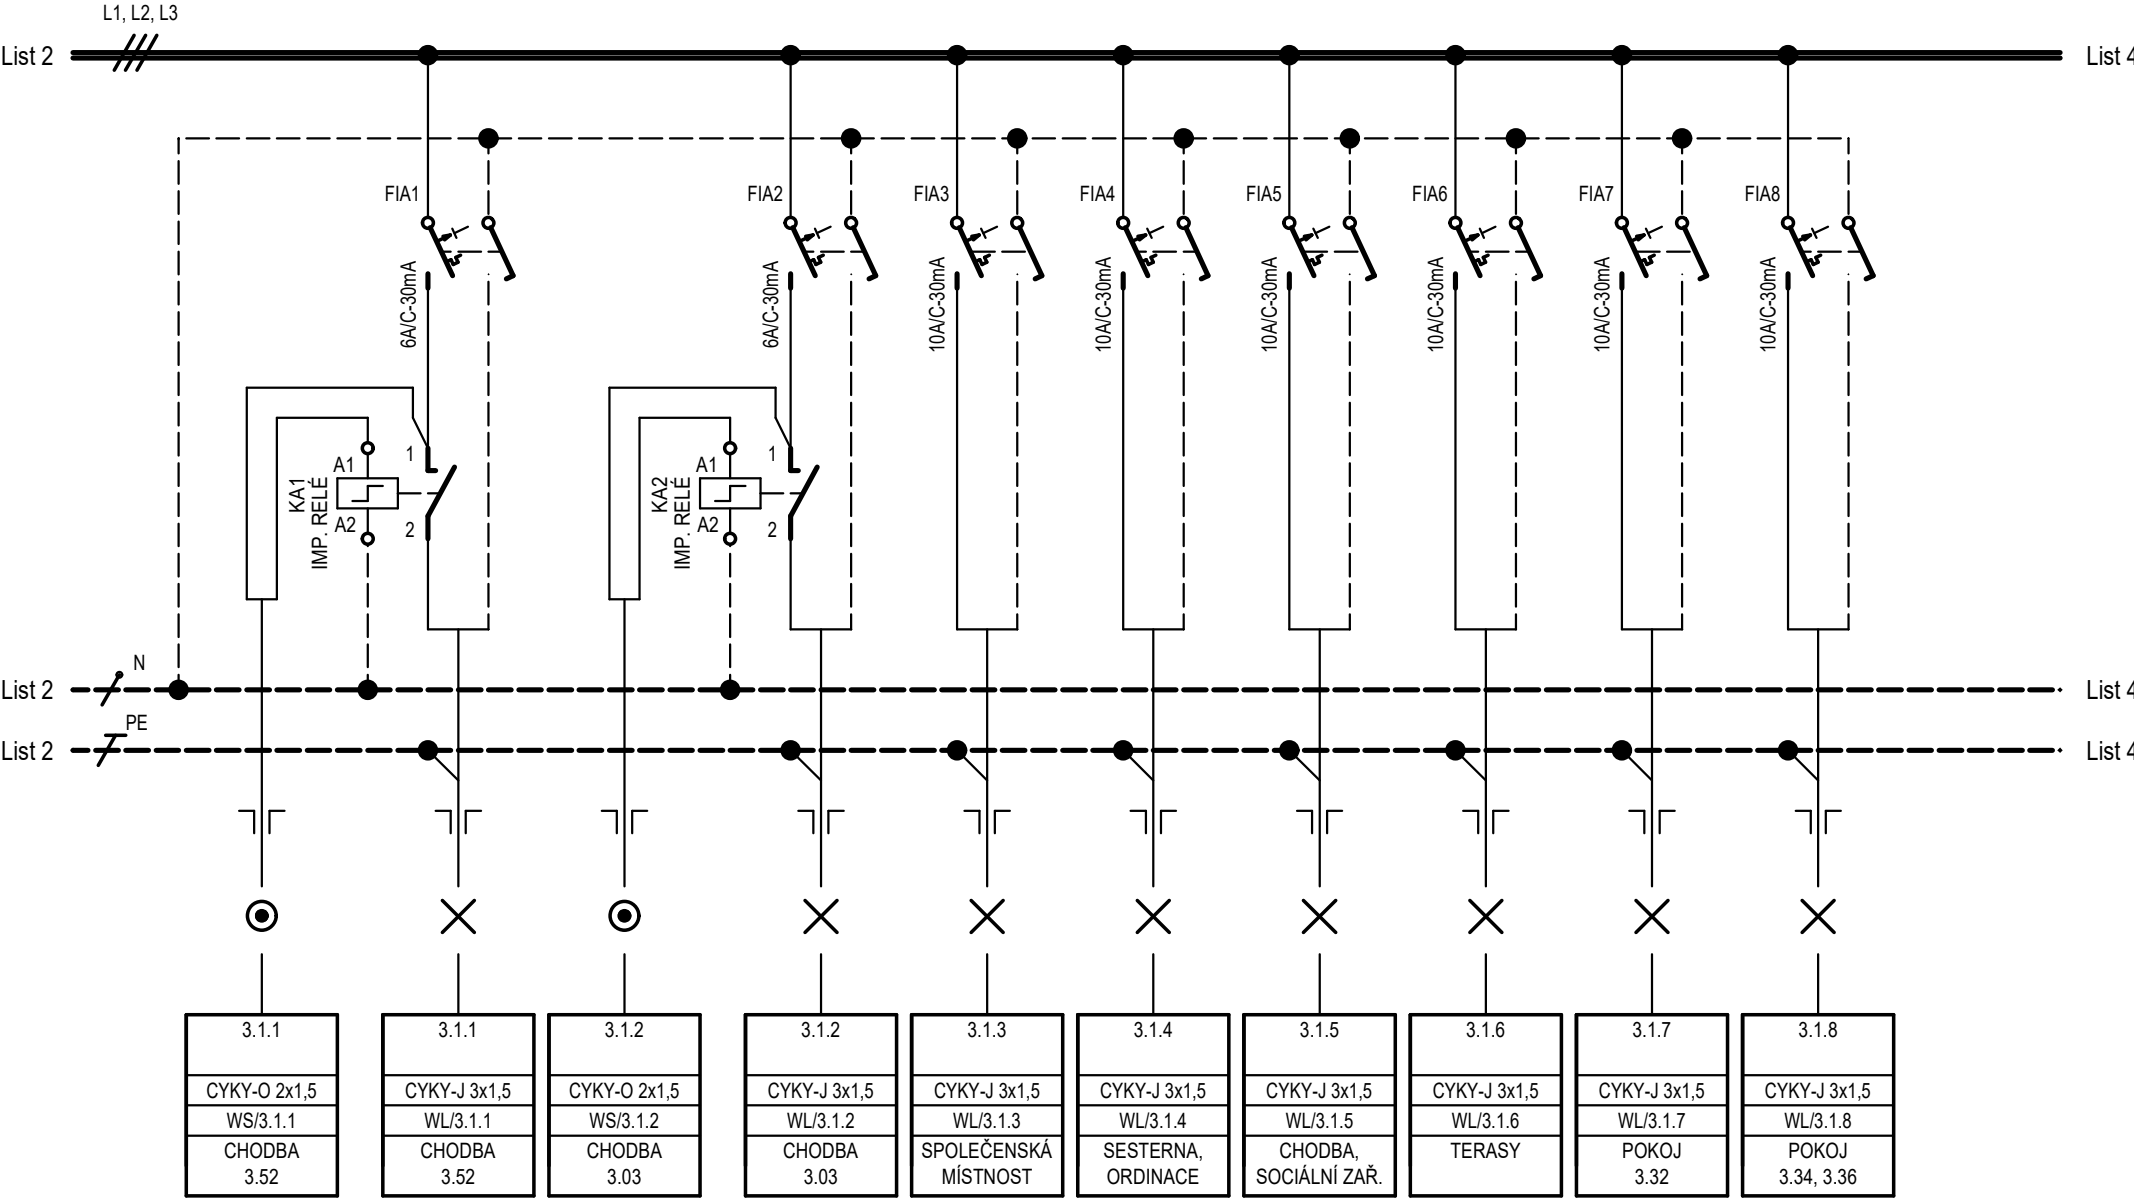 L1, L2, L3
List 2
List 4
FIA1
FIA2
FIA3
FIA4
FIA5
FIA6
FIA7
FIA8
6A/C-30mA
6A/C-30mA
10A/C-30mA
10A/C-30mA
10A/C-30mA
10A/C-30mA
10A/C-30mA
10A/C-30mA
KA1
IMP. RELÉ
A1
A2
1
2
KA2
IMP. RELÉ
A1
A2
1
2
List 2
N
List 4
List 2
PE
List 4
3.1.1
CYKY-O 2x1,5
WS/3.1.1
CHODBA
3.52
3.1.1
CYKY-J 3x1,5
WL/3.1.1
CHODBA
3.52
3.1.2
CYKY-O 2x1,5
WS/3.1.2
CHODBA
3.03
3.1.2
CYKY-J 3x1,5
WL/3.1.2
CHODBA
3.03
3.1.3
CYKY-J 3x1,5
WL/3.1.3
SPOLEČENSKÁ
MÍSTNOST
3.1.4
CYKY-J 3x1,5
WL/3.1.4
SESTERNA,
ORDINACE
3.1.5
CYKY-J 3x1,5
WL/3.1.5
CHODBA,
SOCIÁLNÍ ZAŘ.
3.1.6
CYKY-J 3x1,5
WL/3.1.6
TERASY
3.1.7
CYKY-J 3x1,5
WL/3.1.7
POKOJ
3.32
3.1.8
CYKY-J 3x1,5
WL/3.1.8
POKOJ
3.34, 3.36